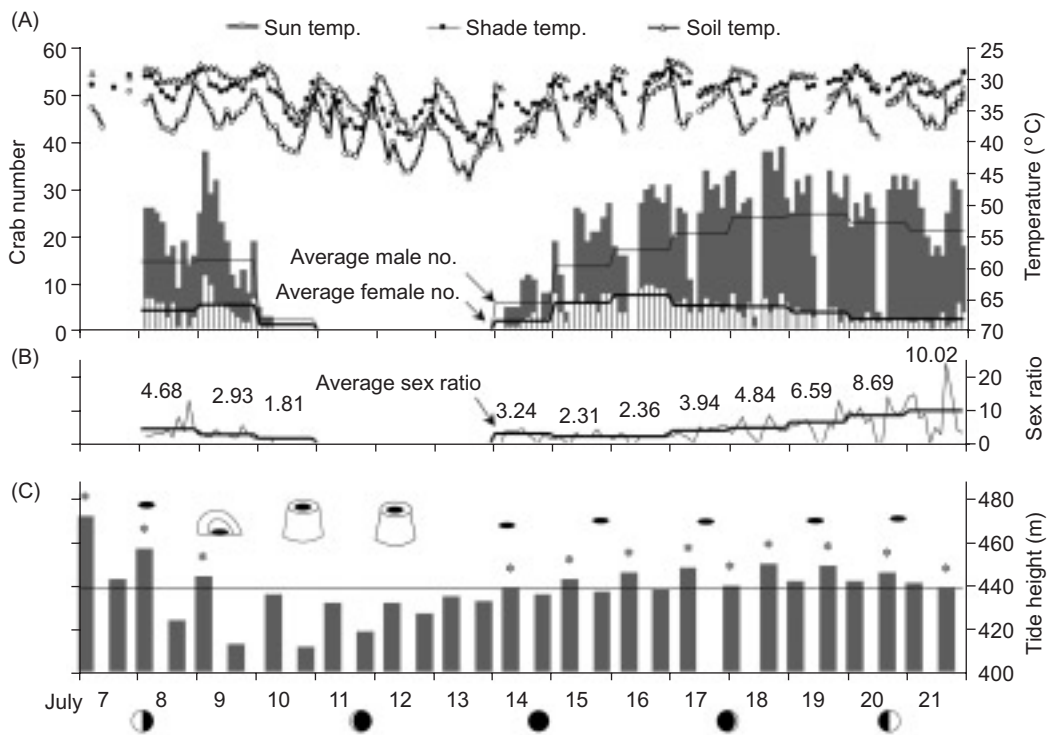 (A)
Sun temp. Shade temp. Soil temp.
60 25
50 30
40 35
30 40
20 45
10 50
0 55
60
65
70
Crab number
Temperature (°C)
Average male no.
Average female no.
(B)
4.68 2.93 1.81 Average sex ratio 3.24 2.31 2.36 3.94 4.84 6.59 8.69 10.02
20
10
0
Sex ratio
(C)
480
460
440
420
400
Tide height (m)
July 7 8 9 10 11 12 13 14 15 16 17 18 19 20 21